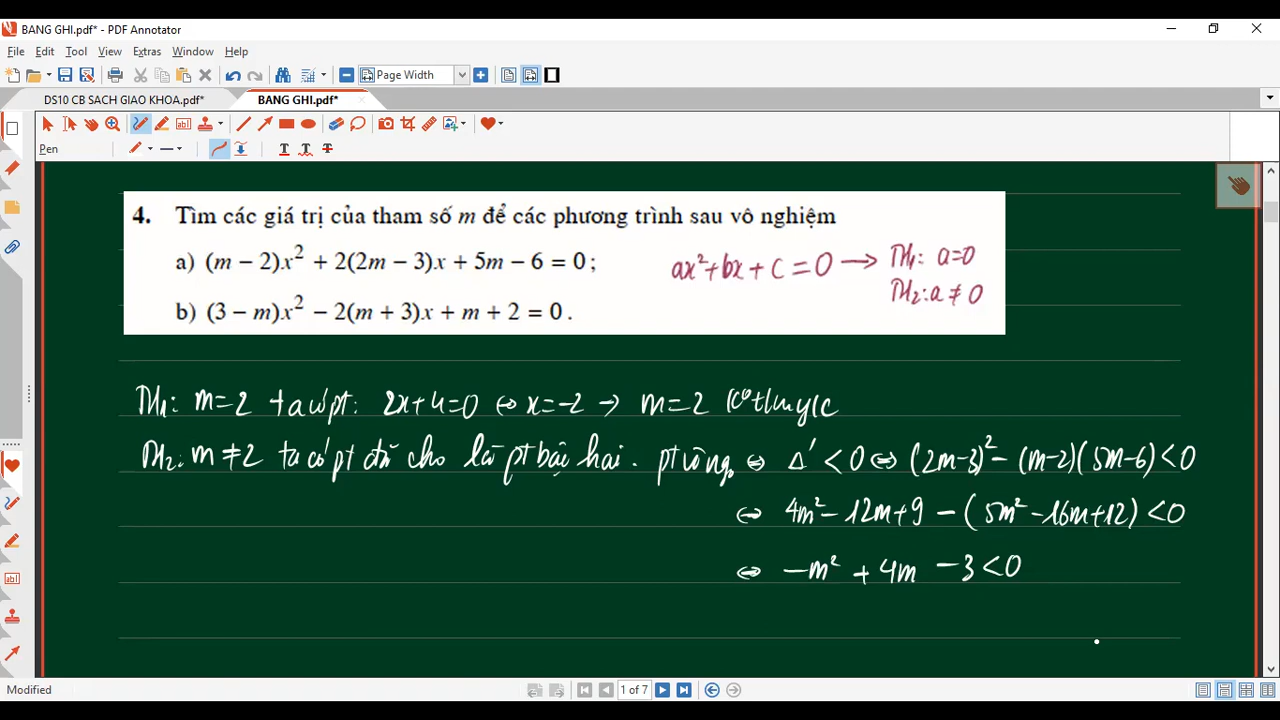 BANG GHI.pdf* - PDF Annotator
File Edit Tool View Extras Window Help
Page Width
DS10 CB SACH GIAO KHOA.pdf* BANG GHI.pdf*
Pen
4. Tìm các giá trị của tham số m để các phương trình sau vô nghiệm
a) (m − 2)x² + 2(2m − 3)x + 5m − 6 = 0;
ax²+bx+c=0 → TH₁: a=0
TH₂: a≠0
b) (3 − m)x² − 2(m + 3)x + m + 2 = 0.
TH₁: m=2 ta có pt: 2x+4=0 ⇔ x=-2 → m=2
TH₂: m≠2 ta có pt đã cho là pt bậc hai. pt vô ng. ⇔ Δ' <0 ⇔ (2m-3)² - (m-2)(5m-6)<0
⇔ 4m² - 12m+9 - (5m² - 16m+12) <0
⇔ -m² + 4m - 3 <0
Modified 1 of 7